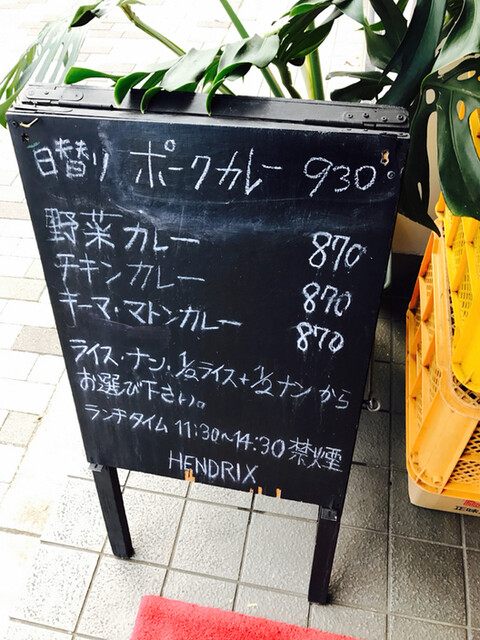 日替り ポークカレー 930
野菜カレー 870
チキンカレー 870
キーマ・マトンカレー 870
ライス・ナン・1/2ライス+1/2ナンから
お選び下さい。
ランチタイム 11:30~14:30 禁煙
HENDRIX